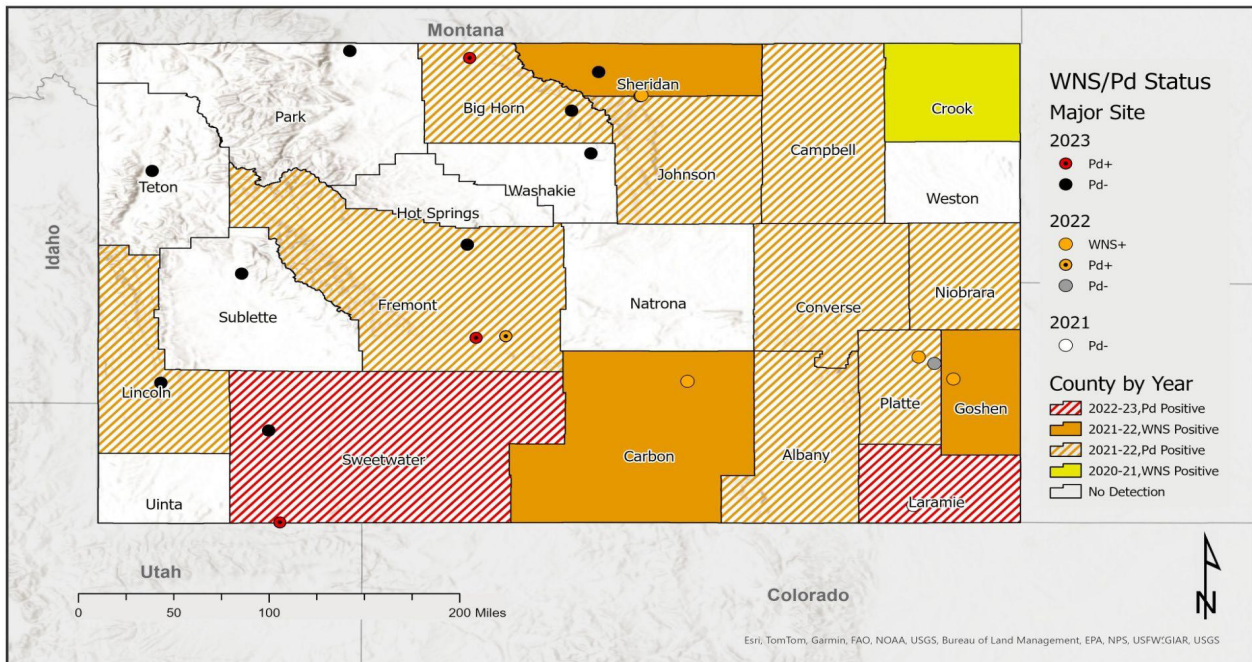 Montana
Idaho
Utah
Colorado
Park
Big Horn
Sheridan
Crook
Campbell
Johnson
Teton
Washakie
Hot Springs
Weston
Fremont
Sublette
Natrona
Converse
Niobrara
Lincoln
Platte
Goshen
Sweetwater
Carbon
Albany
Laramie
Uinta
0 50 100 200 Miles
N
WNS/Pd Status
Major Site
2023
Pd+
Pd-
2022
WNS+
Pd+
Pd-
2021
Pd-
County by Year
2022-23,Pd Positive
2021-22,WNS Positive
2021-22,Pd Positive
2020-21,WNS Positive
No Detection
Esri, TomTom, Garmin, FAO, NOAA, USGS, Bureau of Land Management, EPA, NPS, USFWS;GIAR, USGS